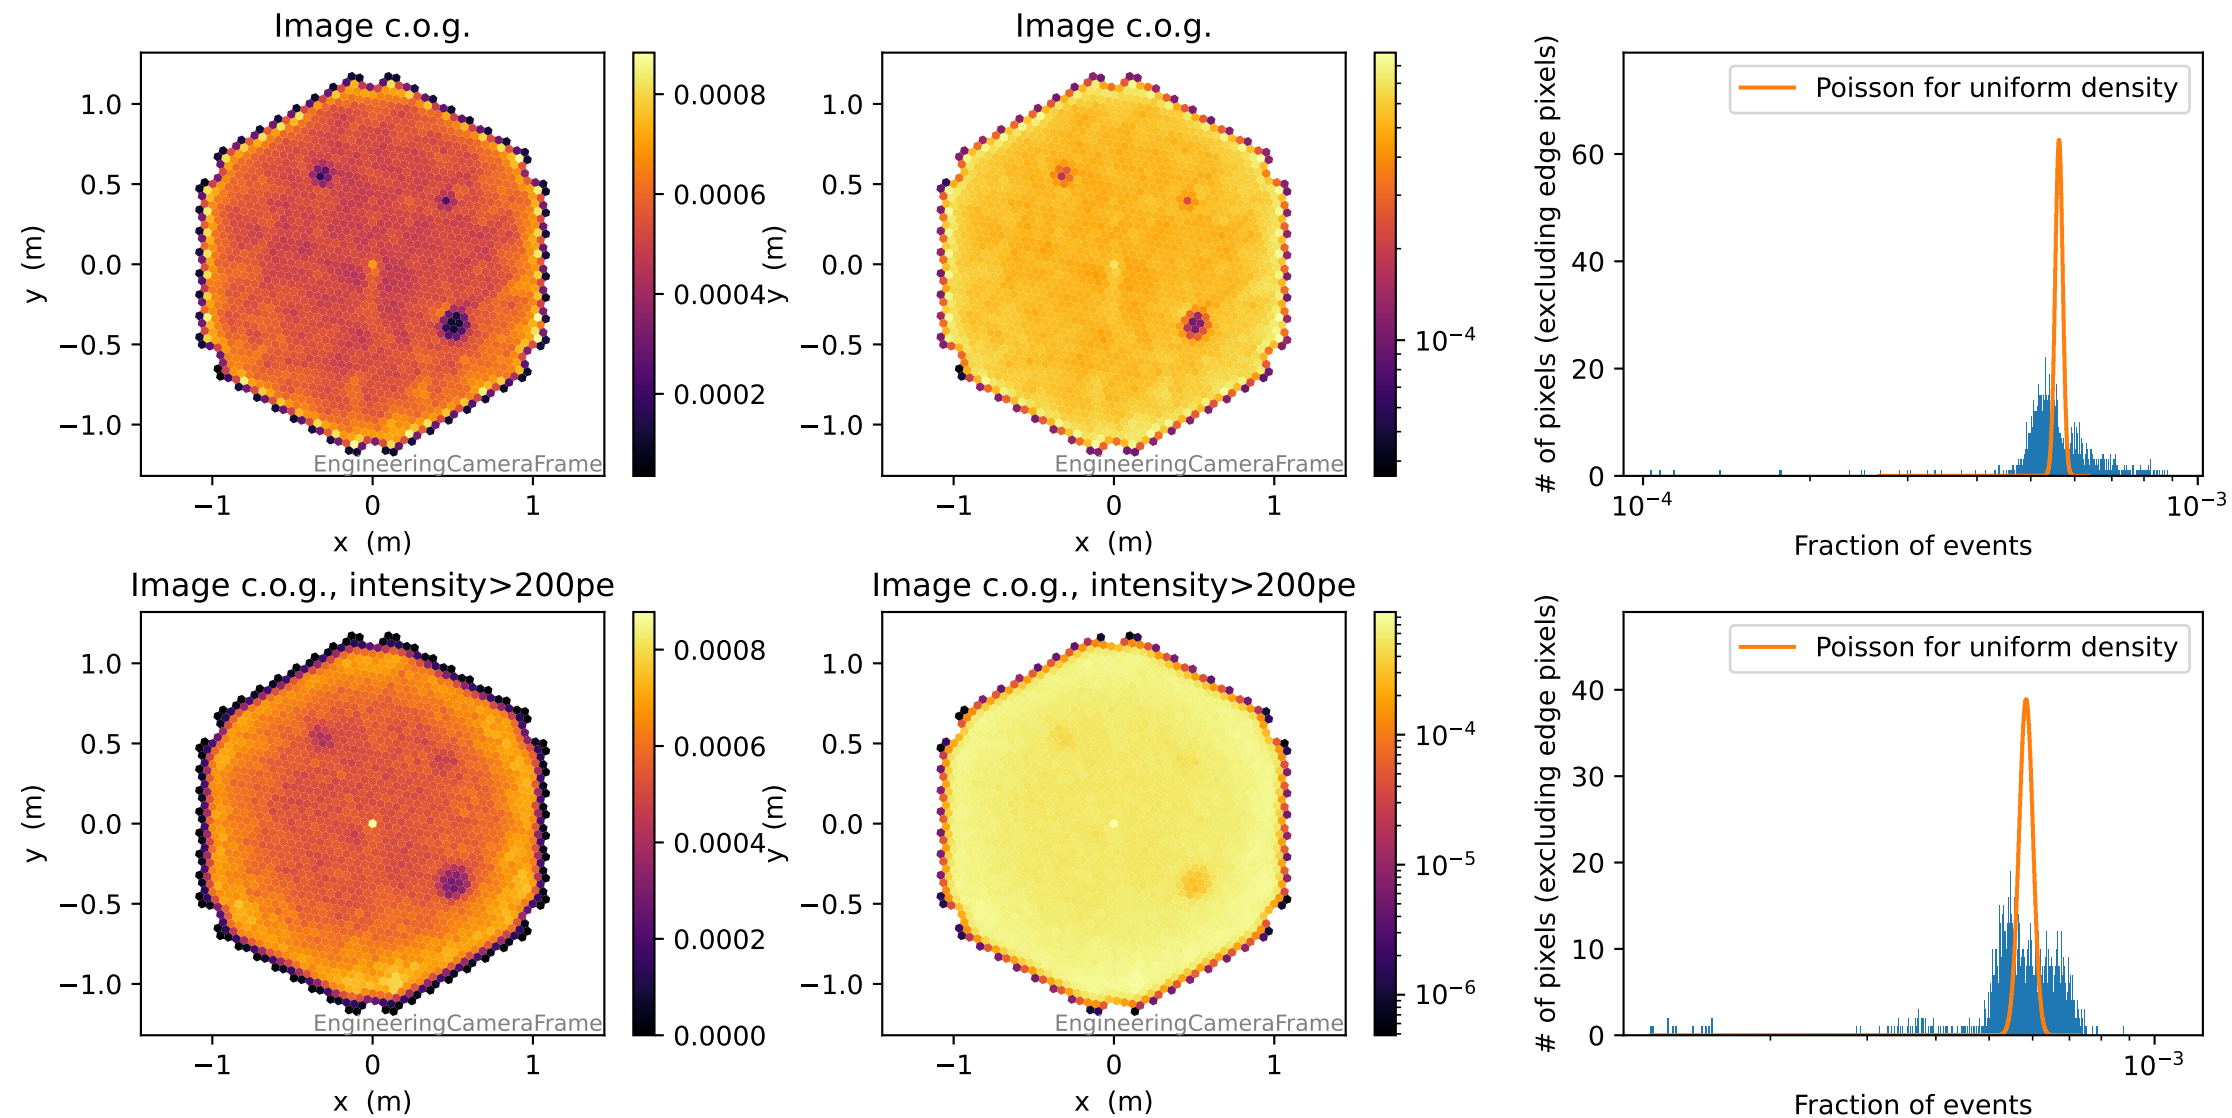 Image c.o.g.
1.0
0.5
0.0
−0.5
−1.0
y (m)
−1 0 1
x (m)
EngineeringCameraFrame
0.0008
0.0006
0.0004
0.0002
Image c.o.g.
1.0
0.5
0.0
−0.5
−1.0
y (m)
−1 0 1
x (m)
EngineeringCameraFrame
10⁻⁴
# of pixels (excluding edge pixels)
60
40
20
0
Poisson for uniform density
10⁻⁴ 10⁻³
Fraction of events
Image c.o.g., intensity>200pe
1.0
0.5
0.0
−0.5
−1.0
y (m)
−1 0 1
x (m)
EngineeringCameraFrame
0.0008
0.0006
0.0004
0.0002
0.0000
Image c.o.g., intensity>200pe
1.0
0.5
0.0
−0.5
−1.0
y (m)
−1 0 1
x (m)
EngineeringCameraFrame
10⁻⁴
10⁻⁵
10⁻⁶
# of pixels (excluding edge pixels)
40
30
20
10
0
Poisson for uniform density
10⁻³
Fraction of events